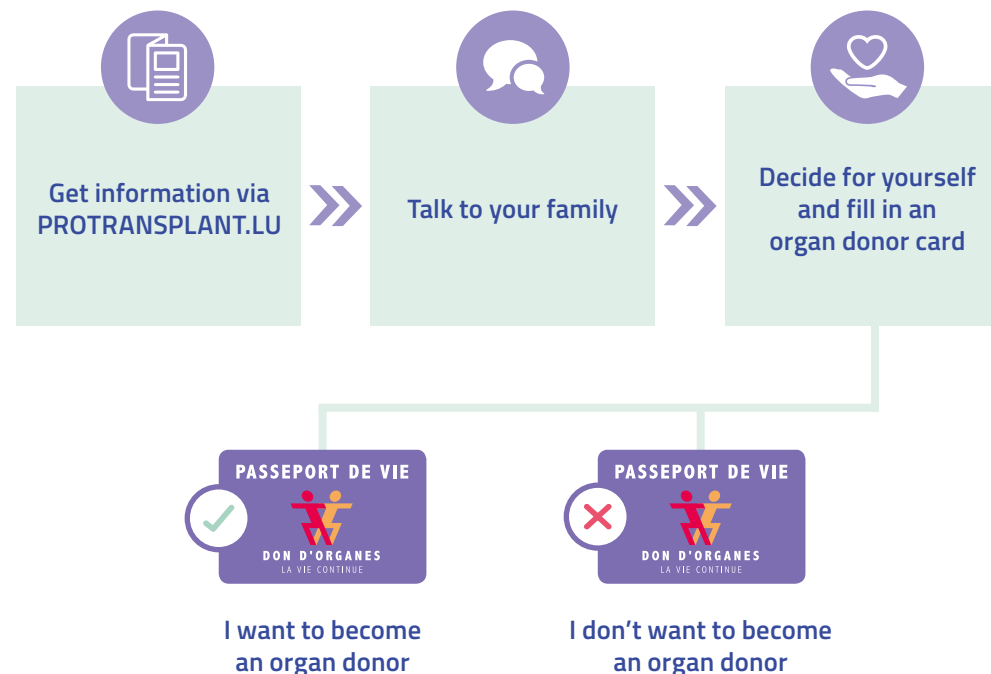 Get information via
PROTRANSPLANT.LU
Talk to your family
Decide for yourself
and fill in an
organ donor card
PASSEPORT DE VIE
DON D'ORGANES
LA VIE CONTINUE
I want to become
an organ donor
PASSEPORT DE VIE
DON D'ORGANES
LA VIE CONTINUE
I don’t want to become
an organ donor